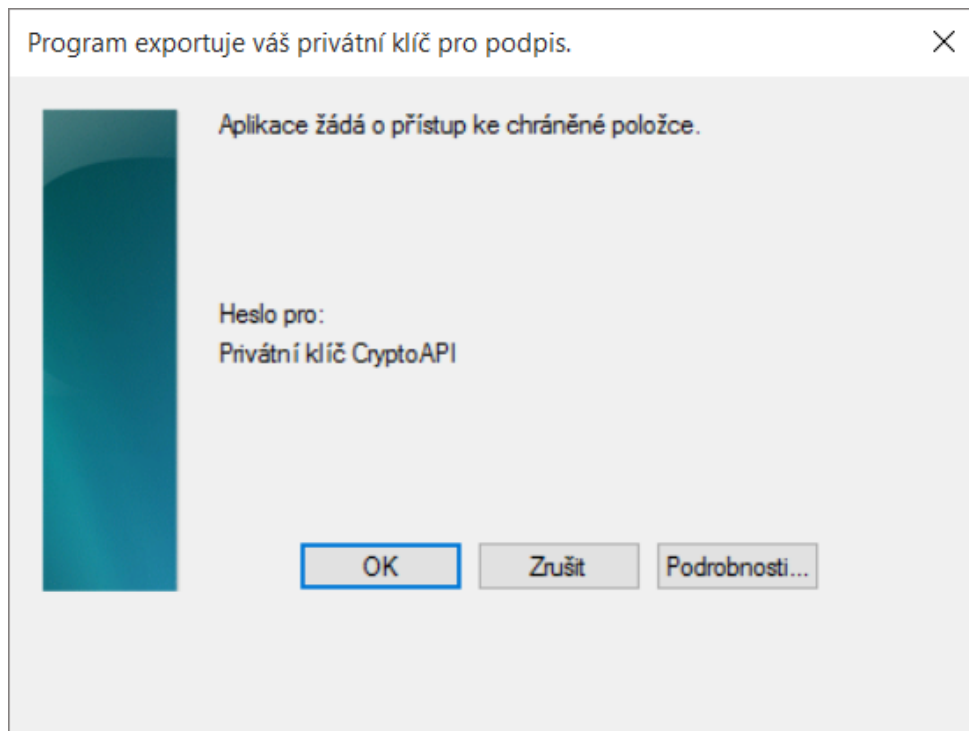 Program exportuje váš privátní klíč pro podpis.
Aplikace žádá o přístup ke chráněné položce.
Heslo pro:
Privátní klíč CryptoAPI
OK
Zrušit
Podrobnosti...